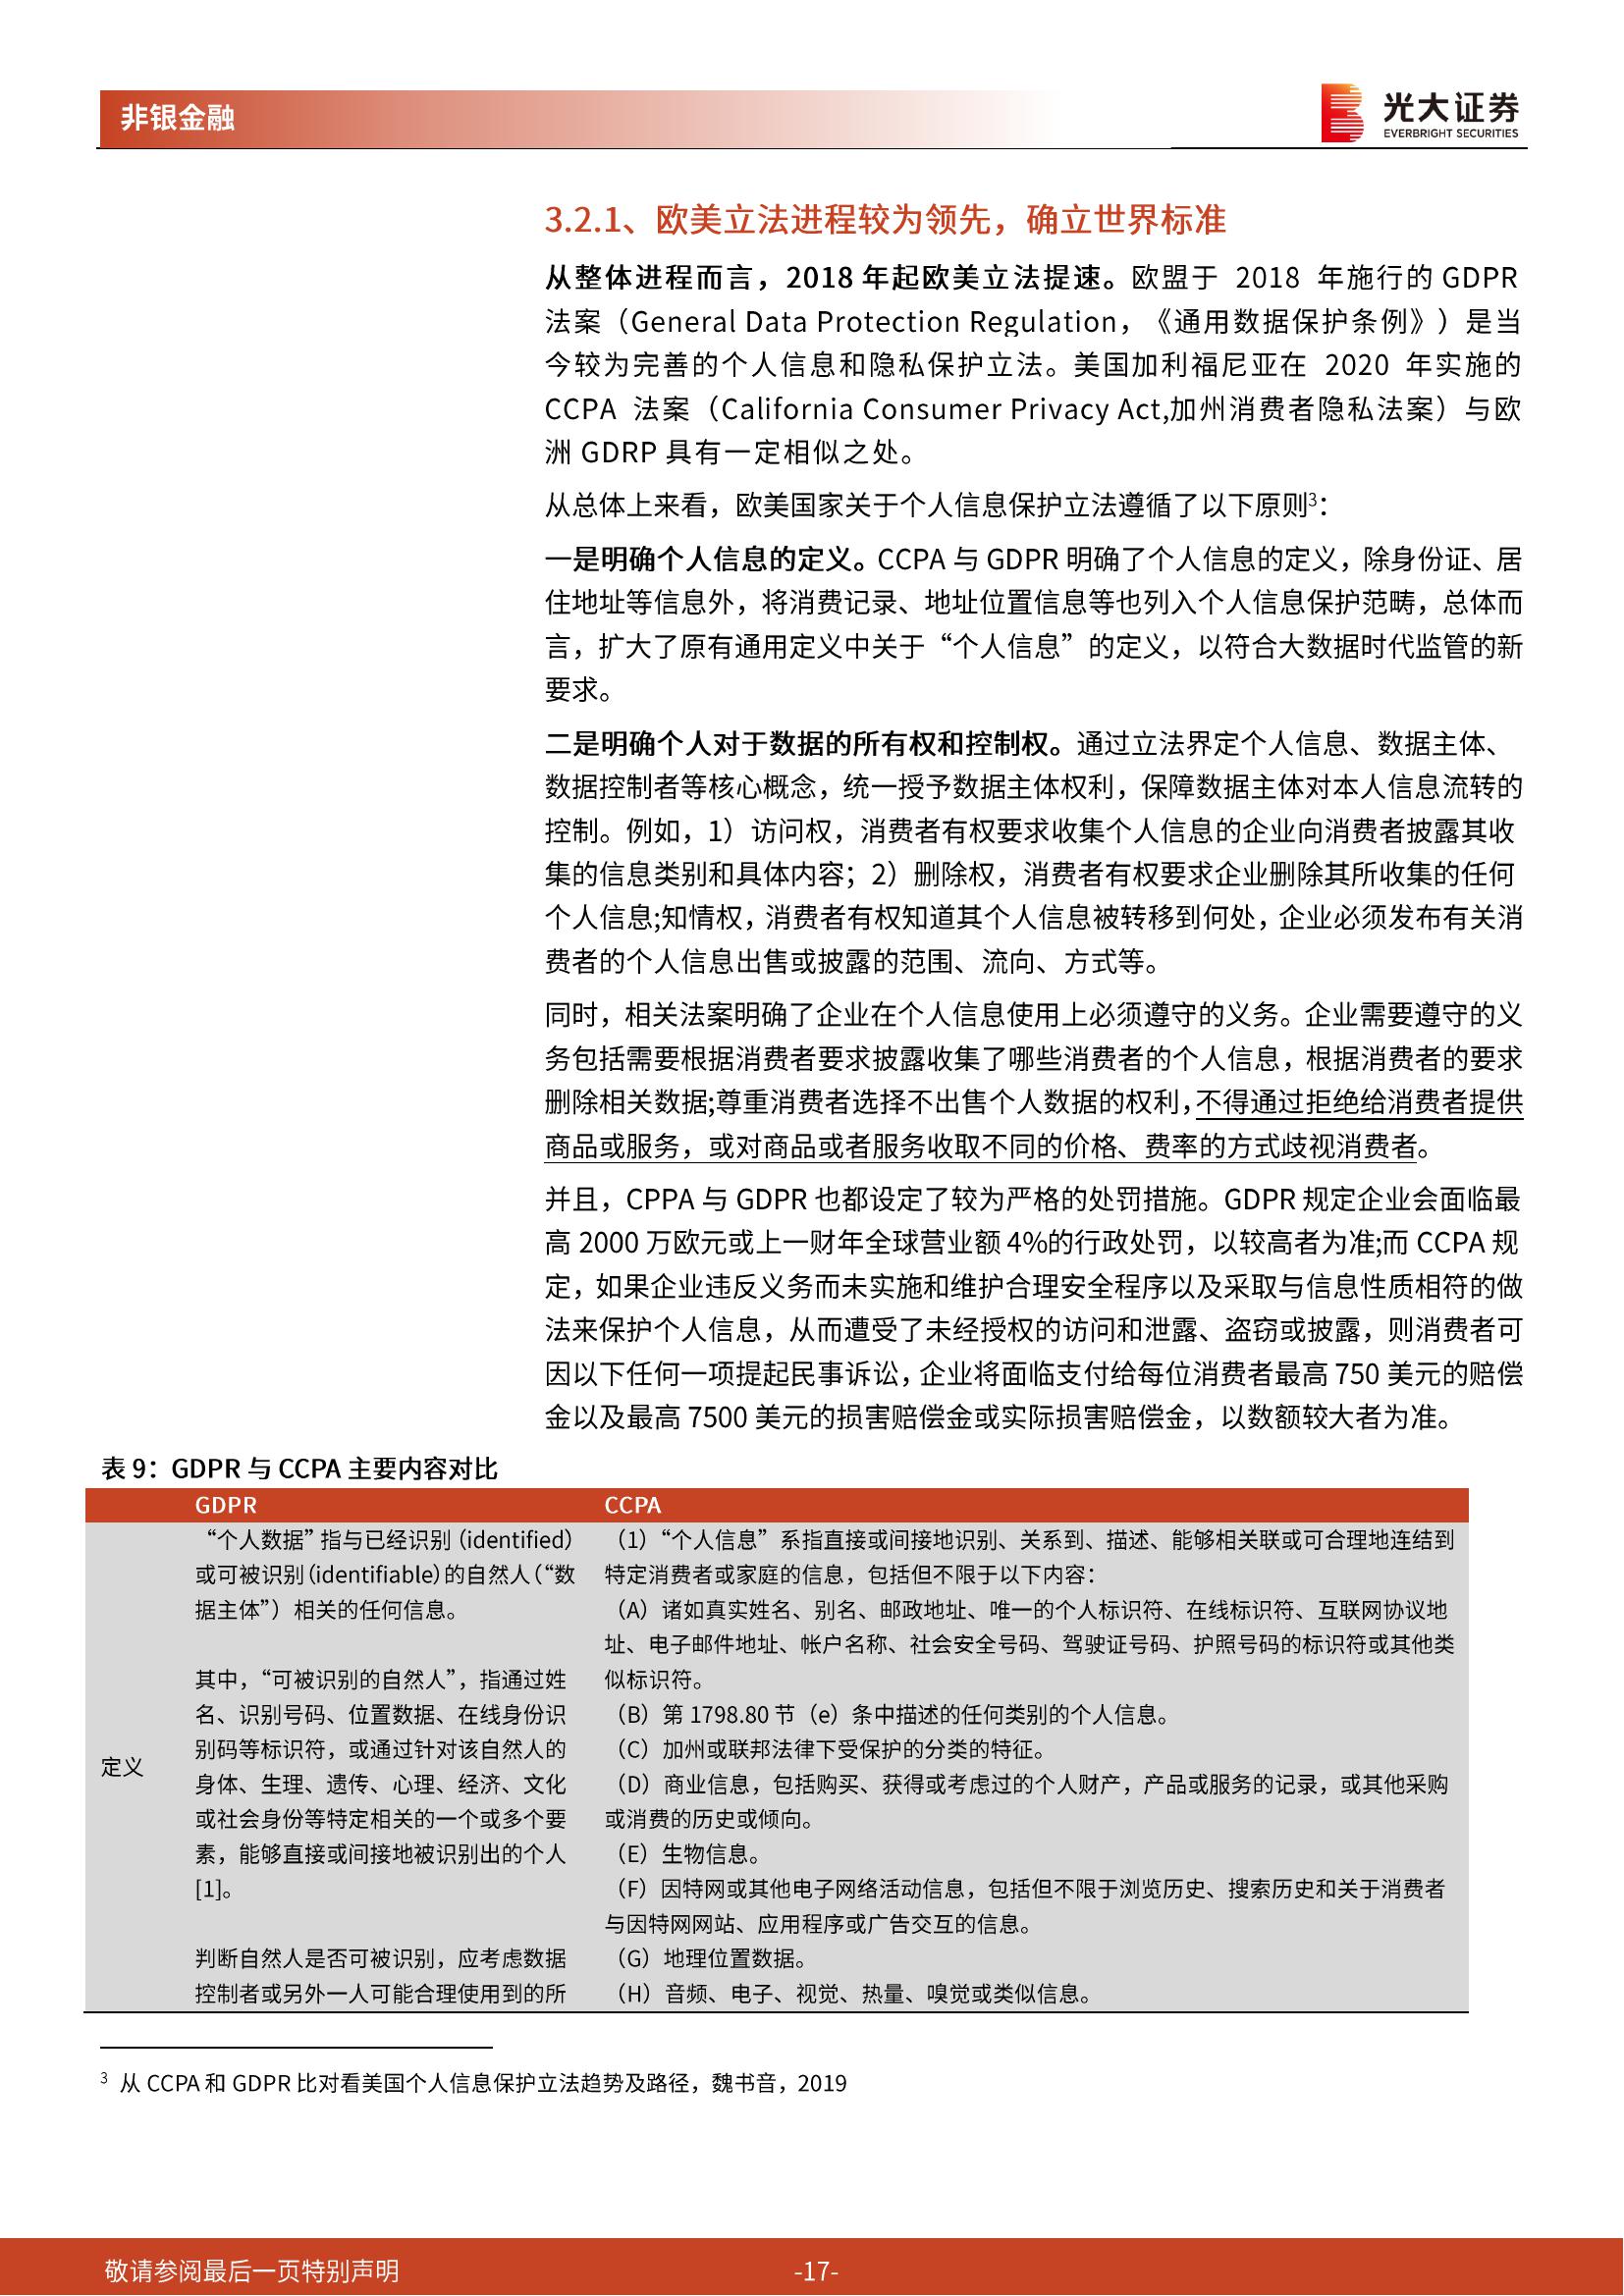 非银金融
光大证券
EVERBRIGHT SECURITIES
3.2.1、欧美立法进程较为领先，确立世界标准
从整体进程而言，2018 年起欧美立法提速。欧盟于 2018 年施行的 GDPR
法案（General Data Protection Regulation，《通用数据保护条例》）是当
今较为完善的个人信息和隐私保护立法。美国加利福尼亚在 2020 年实施的
CCPA 法案（California Consumer Privacy Act,加州消费者隐私法案）与欧
洲 GDRP 具有一定相似之处。
从总体上来看，欧美国家关于个人信息保护立法遵循了以下原则3：
一是明确个人信息的定义。CCPA 与 GDPR 明确了个人信息的定义，除身份证、居
住地址等信息外，将消费记录、地址位置信息等也列入个人信息保护范畴，总体而
言，扩大了原有通用定义中关于“个人信息”的定义，以符合大数据时代监管的新
要求。
二是明确个人对于数据的所有权和控制权。通过立法界定个人信息、数据主体、
数据控制者等核心概念，统一授予数据主体权利，保障数据主体对本人信息流转的
控制。例如，1）访问权，消费者有权要求收集个人信息的企业向消费者披露其收
集的信息类别和具体内容；2）删除权，消费者有权要求企业删除其所收集的任何
个人信息;知情权，消费者有权知道其个人信息被转移到何处，企业必须发布有关消
费者的个人信息出售或披露的范围、流向、方式等。
同时，相关法案明确了企业在个人信息使用上必须遵守的义务。企业需要遵守的义
务包括需要根据消费者要求披露收集了哪些消费者的个人信息，根据消费者的要求
删除相关数据;尊重消费者选择不出售个人数据的权利，不得通过拒绝给消费者提供
商品或服务，或对商品或者服务收取不同的价格、费率的方式歧视消费者。
并且，CPPA 与 GDPR 也都设定了较为严格的处罚措施。GDPR 规定企业会面临最
高 2000 万欧元或上一财年全球营业额 4%的行政处罚，以较高者为准;而 CCPA 规
定，如果企业违反义务而未实施和维护合理安全程序以及采取与信息性质相符的做
法来保护个人信息，从而遭受了未经授权的访问和泄露、盗窃或披露，则消费者可
因以下任何一项提起民事诉讼，企业将面临支付给每位消费者最高 750 美元的赔偿
金以及最高 7500 美元的损害赔偿金或实际损害赔偿金，以数额较大者为准。
表 9：GDPR 与 CCPA 主要内容对比
GDPR
CCPA
定义
“个人数据”指与已经识别（identified）
或可被识别（identifiable）的自然人（“数
据主体”）相关的任何信息。
其中，“可被识别的自然人”，指通过姓
名、识别号码、位置数据、在线身份识
别码等标识符，或通过针对该自然人的
身体、生理、遗传、心理、经济、文化
或社会身份等特定相关的一个或多个要
素，能够直接或间接地被识别出的个人
[1]。
判断自然人是否可被识别，应考虑数据
控制者或另外一人可能合理使用到的所
（1）“个人信息”系指直接或间接地识别、关系到、描述、能够相关联或可合理地连结到
特定消费者或家庭的信息，包括但不限于以下内容：
（A）诸如真实姓名、别名、邮政地址、唯一的个人标识符、在线标识符、互联网协议地
址、电子邮件地址、帐户名称、社会安全号码、驾驶证号码、护照号码的标识符或其他类
似标识符。
（B）第 1798.80 节（e）条中描述的任何类别的个人信息。
（C）加州或联邦法律下受保护的分类的特征。
（D）商业信息，包括购买、获得或考虑过的个人财产，产品或服务的记录，或其他采购
或消费的历史或倾向。
（E）生物信息。
（F）因特网或其他电子网络活动信息，包括但不限于浏览历史、搜索历史和关于消费者
与因特网网站、应用程序或广告交互的信息。
（G）地理位置数据。
（H）音频、电子、视觉、热量、嗅觉或类似信息。
3 从 CCPA 和 GDPR 比对看美国个人信息保护立法趋势及路径，魏书音，2019
敬请参阅最后一页特别声明
-17-